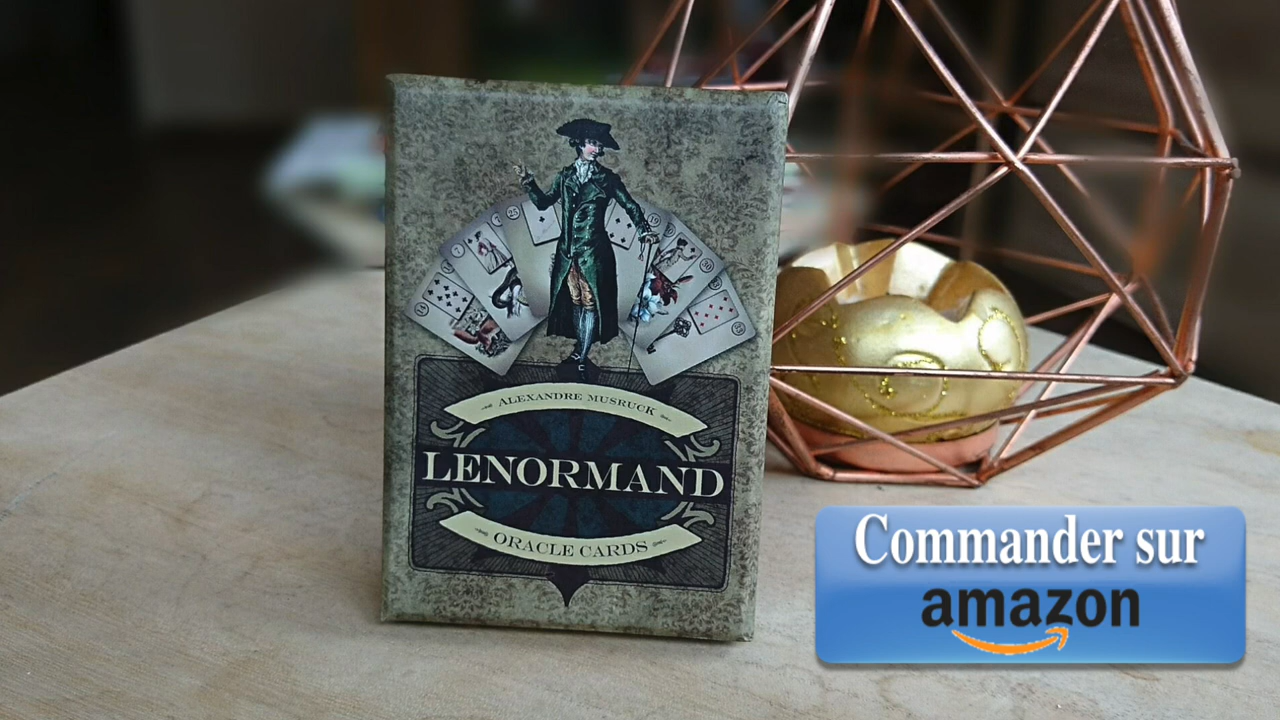 ALEXANDRE MUSRUCK
LENORMAND
ORACLE CARDS
Commander sur
amazon